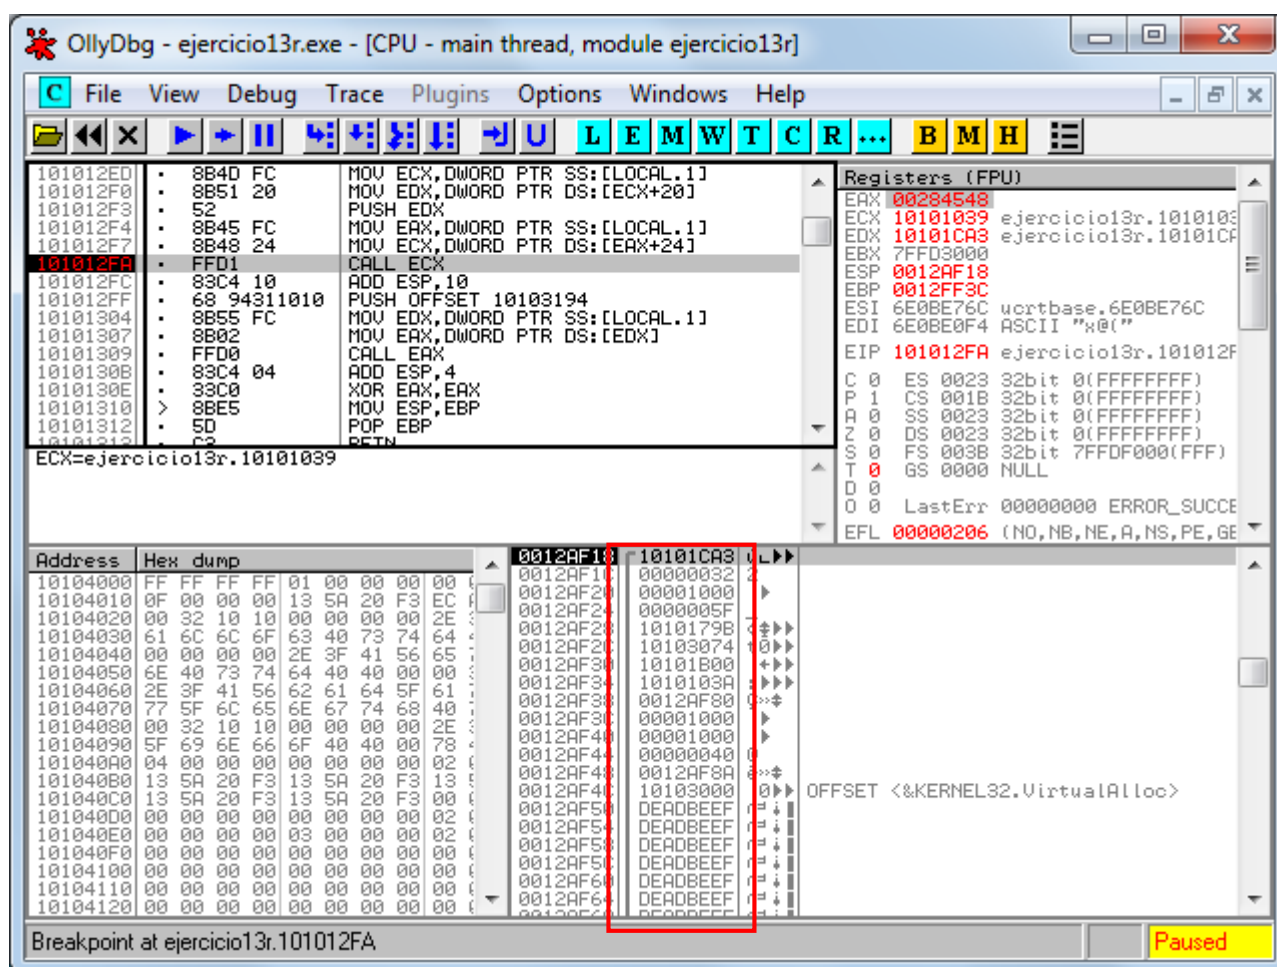 OllyDbg - ejercicio13r.exe - [CPU - main thread, module ejercicio13r]
C File View Debug Trace Plugins Options Windows Help
L E M W T C R ... B M H
101012ED · 8B4D FC MOV ECX,DWORD PTR SS:[LOCAL.1]
101012F0 · 8B51 20 MOV EDX,DWORD PTR DS:[ECX+20]
101012F3 · 52 PUSH EDX
101012F4 · 8B45 FC MOV EAX,DWORD PTR SS:[LOCAL.1]
101012F7 · 8B48 24 MOV ECX,DWORD PTR DS:[EAX+24]
101012FA · FFD1 CALL ECX
101012FC · 83C4 10 ADD ESP,10
101012FF · 68 94311010 PUSH OFFSET 10103194
10101304 · 8B55 FC MOV EDX,DWORD PTR SS:[LOCAL.1]
10101307 · 8B02 MOV EAX,DWORD PTR DS:[EDX]
10101309 · FFD0 CALL EAX
1010130B · 83C4 04 ADD ESP,4
1010130E · 33C0 XOR EAX,EAX
10101310 > 8BE5 MOV ESP,EBP
10101312 · 5D POP EBP
10101313 · C3 RETN
ECX=ejercicio13r.10101039
Registers (FPU)
EAX 00284548
ECX 10101039 ejercicio13r.1010103
EDX 10101CA3 ejercicio13r.10101CA
EBX 7FFD3000
ESP 0012AF18
EBP 0012FF3C
ESI 6E0BE76C ucrtbase.6E0BE76C
EDI 6E0BE0F4 ASCII "x@("
EIP 101012FA ejercicio13r.101012F
C 0 ES 0023 32bit 0(FFFFFFFF)
P 1 CS 001B 32bit 0(FFFFFFFF)
A 0 SS 0023 32bit 0(FFFFFFFF)
Z 0 DS 0023 32bit 0(FFFFFFFF)
S 0 FS 003B 32bit 7FFDF000(FFF)
T 0 GS 0000 NULL
D 0
O 0 LastErr 00000000 ERROR_SUCCE
EFL 00000206 (NO,NB,NE,A,NS,PE,GE
Address Hex dump
10104000 FF FF FF FF 01 00 00 00 00
10104010 0F 00 00 00 13 5A 20 F3 EC
10104020 00 32 10 10 00 00 00 00 2E
10104030 61 6C 6C 6F 63 40 73 74 64
10104040 00 00 00 00 2E 3F 41 56 65
10104050 6E 40 73 74 64 40 40 00 00
10104060 2E 3F 41 56 62 61 64 5F 61
10104070 77 5F 6C 65 6E 67 74 68 40
10104080 00 32 10 10 00 00 00 00 2E
10104090 5F 69 6E 66 6F 40 40 00 78
101040A0 04 00 00 00 00 00 00 02
101040B0 13 5A 20 F3 13 5A 20 F3 13
101040C0 13 5A 20 F3 13 5A 20 F3 00
101040D0 00 00 00 00 00 00 00 00 02
101040E0 00 00 00 00 03 00 00 00 02
101040F0 00 00 00 00 00 00 00 00 00
10104100 00 00 00 00 00 00 00 00 00
10104110 00 00 00 00 00 00 00 00 00
10104120 00 00 00 00 00 00 00 00 00
0012AF18 10101CA3
0012AF1C 00000032 2
0012AF20 00001000
0012AF24 0000005F _
0012AF28 1010179B
0012AF2C 10103074
0012AF30 10101B00
0012AF34 1010103A
0012AF38 0012AF80
0012AF3C 00001000
0012AF40 00001000
0012AF44 00000040 @
0012AF48 0012AF8A
0012AF4C 10103000 OFFSET <&KERNEL32.VirtualAlloc>
0012AF50 DEADBEEF
0012AF54 DEADBEEF
0012AF58 DEADBEEF
0012AF5C DEADBEEF
0012AF60 DEADBEEF
0012AF64 DEADBEEF
Breakpoint at ejercicio13r.101012FA
Paused